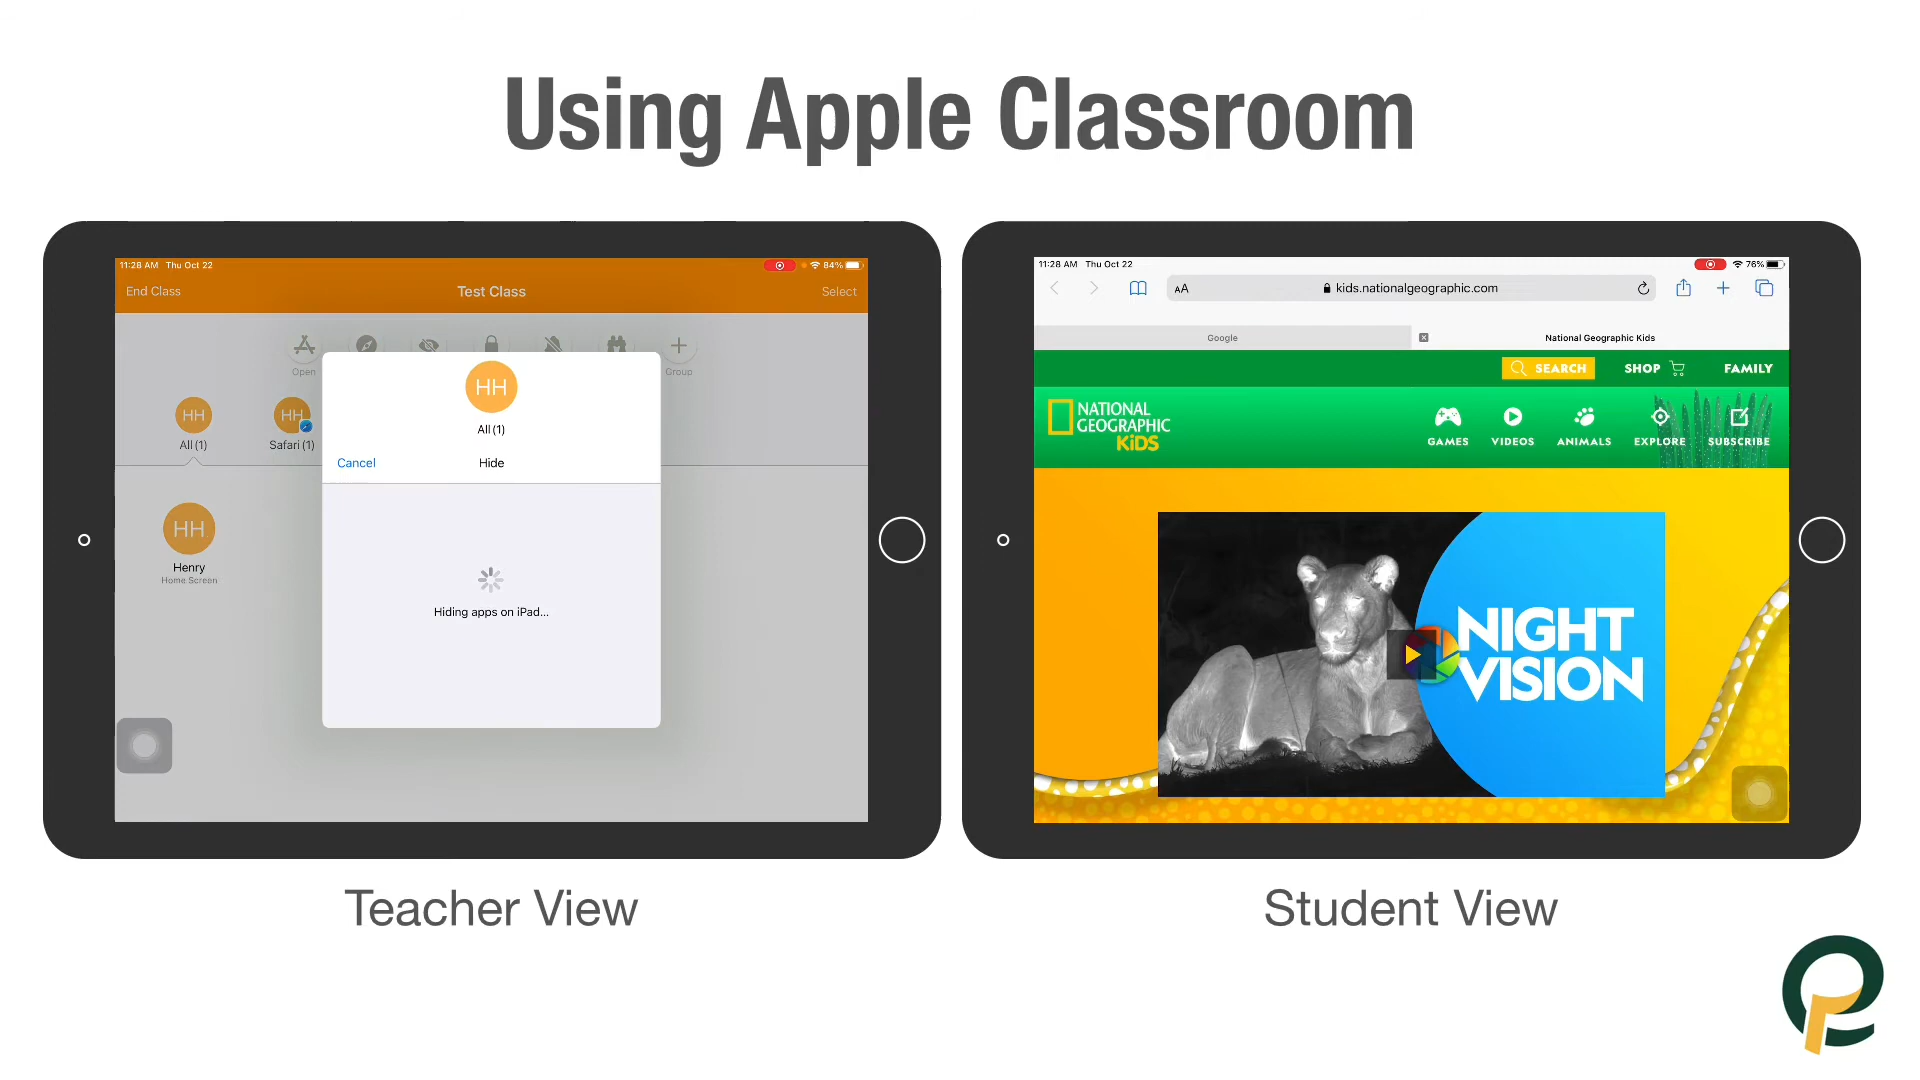 Using Apple Classroom
11:28 AM Thu Oct 22
84%
End Class
Test Class
Select
Open
Group
HH
All (1)
HH
Safari (1)
HH
All (1)
Cancel
Hide
HH
Henry
Home Screen
Hiding apps on iPad...
Teacher View
11:28 AM Thu Oct 22
76%
AA
kids.nationalgeographic.com
Google
National Geographic Kids
SEARCH
SHOP
FAMILY
NATIONAL
GEOGRAPHIC
KiDS
GAMES
VIDEOS
ANIMALS
EXPLORE
SUBSCRIBE
NIGHT
VISION
Student View